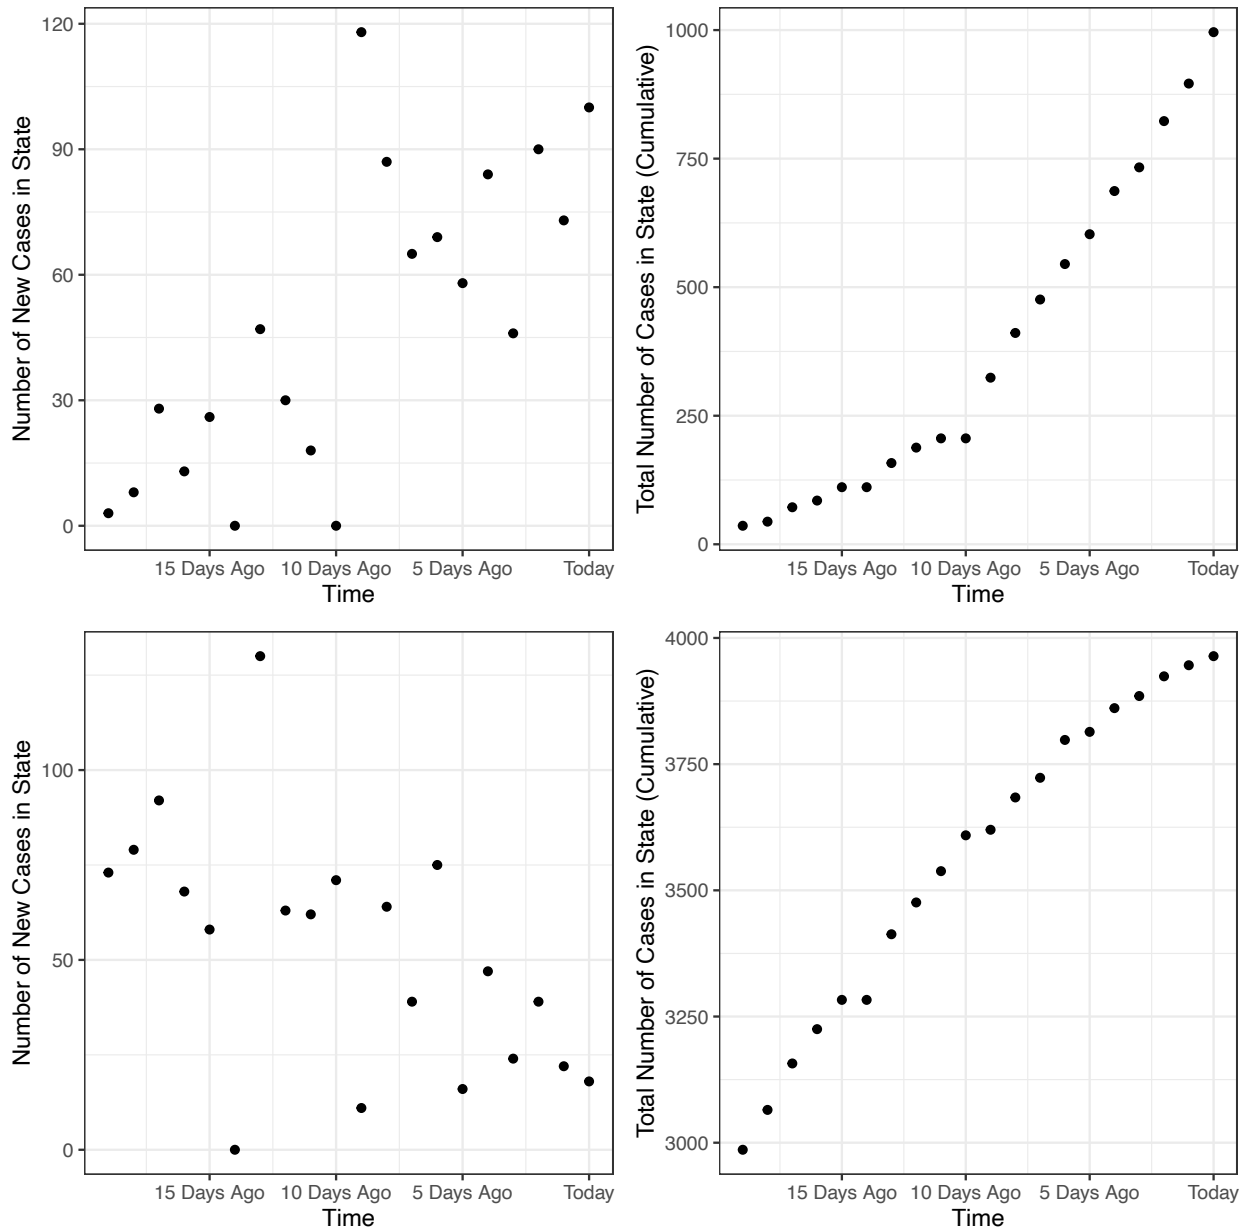 Number of New Cases in State
120
90
60
30
0
15 Days Ago 10 Days Ago 5 Days Ago Today
Time
Total Number of Cases in State (Cumulative)
1000
750
500
250
0
15 Days Ago 10 Days Ago 5 Days Ago Today
Time
Number of New Cases in State
100
50
0
15 Days Ago 10 Days Ago 5 Days Ago Today
Time
Total Number of Cases in State (Cumulative)
4000
3750
3500
3250
3000
15 Days Ago 10 Days Ago 5 Days Ago Today
Time